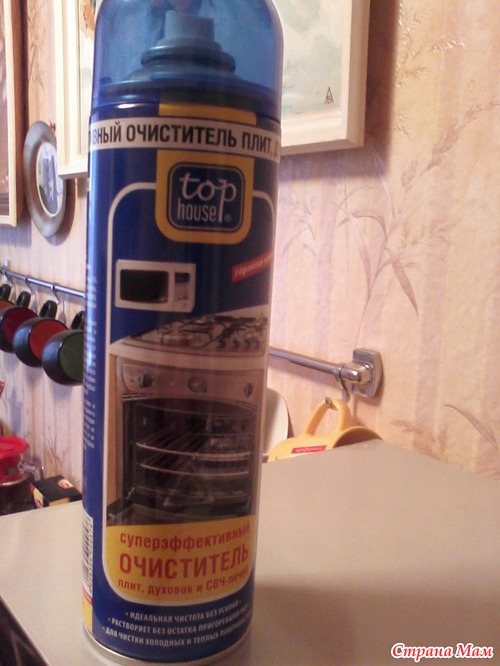 ВНЫЙ ОЧИСТИТЕЛЬ ПЛИТ,
top
house®
суперэффективный
ОЧИСТИТЕЛЬ
плит, духовок и СВЧ-печей
• ИДЕАЛЬНАЯ ЧИСТОТА БЕЗ УСИЛИЙ •
• РАСТВОРЯЕТ БЕЗ ОСТАТКА ПРИГОРЕВШИЙ
• ДЛЯ ЧИСТКИ ХОЛОДНЫХ И ТЕПЛЫХ
Страна Мам